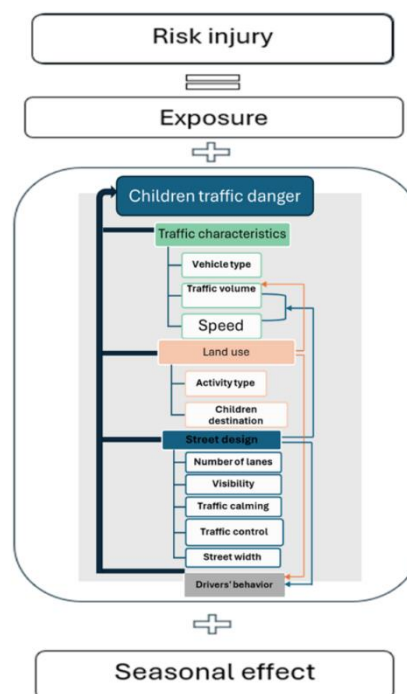 Risk injury
Exposure
Children traffic danger
Traffic characteristics
Vehicle type
Traffic volume
Speed
Land use
Activity type
Children
destination
Street design
Number of lanes
Visibility
Traffic calming
Traffic control
Street width
Drivers' behavior
Seasonal effect